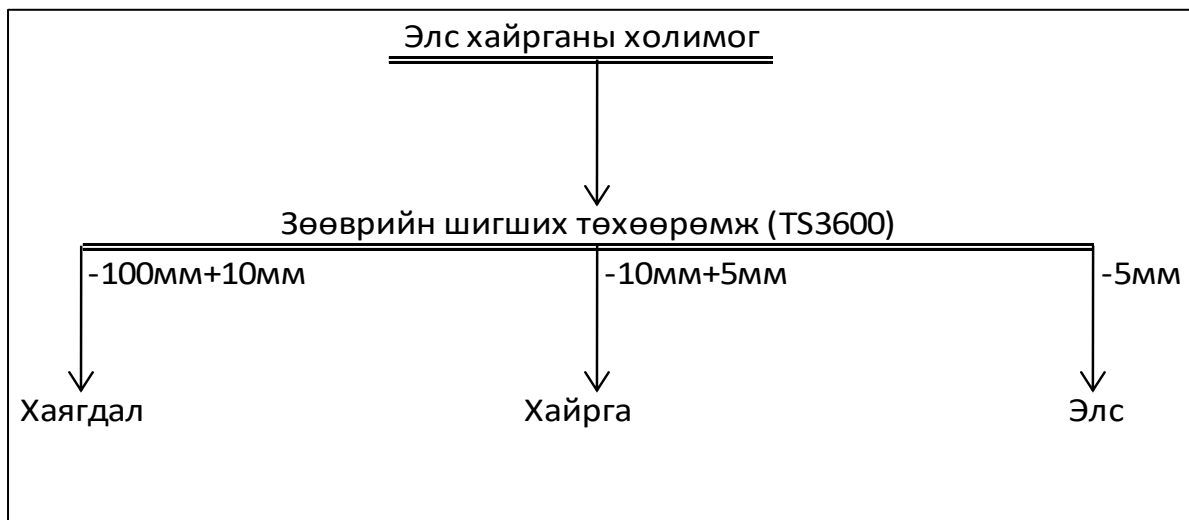 Элс хайрганы холимог
Зөөврийн шигших төхөөрөмж (TS3600)
-100мм+10мм
-10мм+5мм
-5мм
Хаягдал
Хайрга
Элс